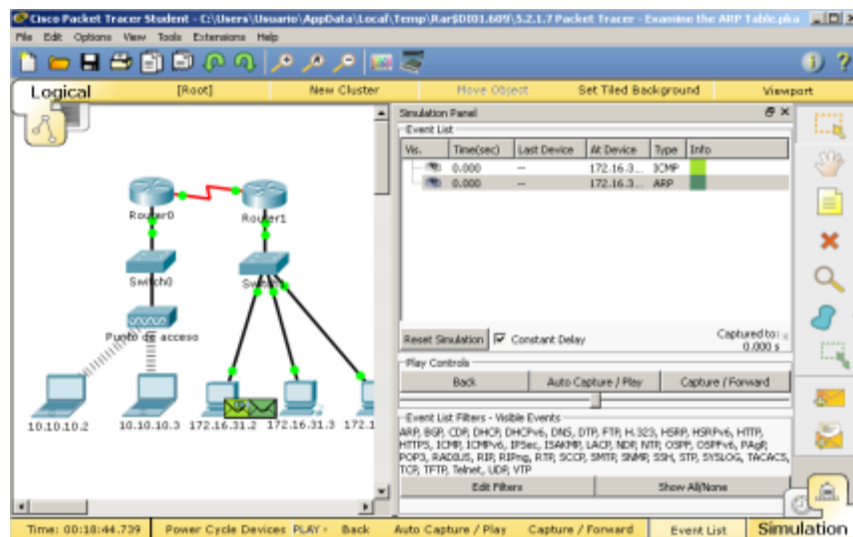 Cisco Packet Tracer Student - C:\Users\Usuario\AppData\Local\Temp\Rar$DI01.609\5.2.1.7 Packet Tracer - Examine the ARP Table.pka
File Edit Options View Tools Extensions Help
Logical [Root] New Cluster Move Object Set Tiled Background Viewport
Simulation Panel
Event List
Vis. Time(sec) Last Device At Device Type Info
0.000 -- 172.16.3... ICMP
0.000 -- 172.16.3... ARP
Router0 Router1
Switch0
Punto de acceso
10.10.10.2 10.10.10.3 172.16.31.2 172.16.31.3 172.1
Reset Simulation Constant Delay Captured to:
0.000 s
Play Controls
Back Auto Capture / Play Capture / Forward
Event List Filters - Visible Events
ARP, BGP, CDP, DHCP, DHCPv6, DNS, DTP, FTP, H.323, HSRP, HSRPv6, HTTP,
HTTPS, ICMP, ICMPv6, IPSec, ISAKMP, LACP, NDP, NTP, OSPF, OSPFv6, PAgP,
POP3, RADIUS, RIP, RIPng, RTP, SCCP, SMTP, SNMP, SSH, STP, SYSLOG, TACACS,
TCP, TFTP, Telnet, UDP, VTP
Edit Filters Show All/None
Time: 00:18:44.739 Power Cycle Devices PLAY Back Auto Capture / Play Capture / Forward Event List Simulation